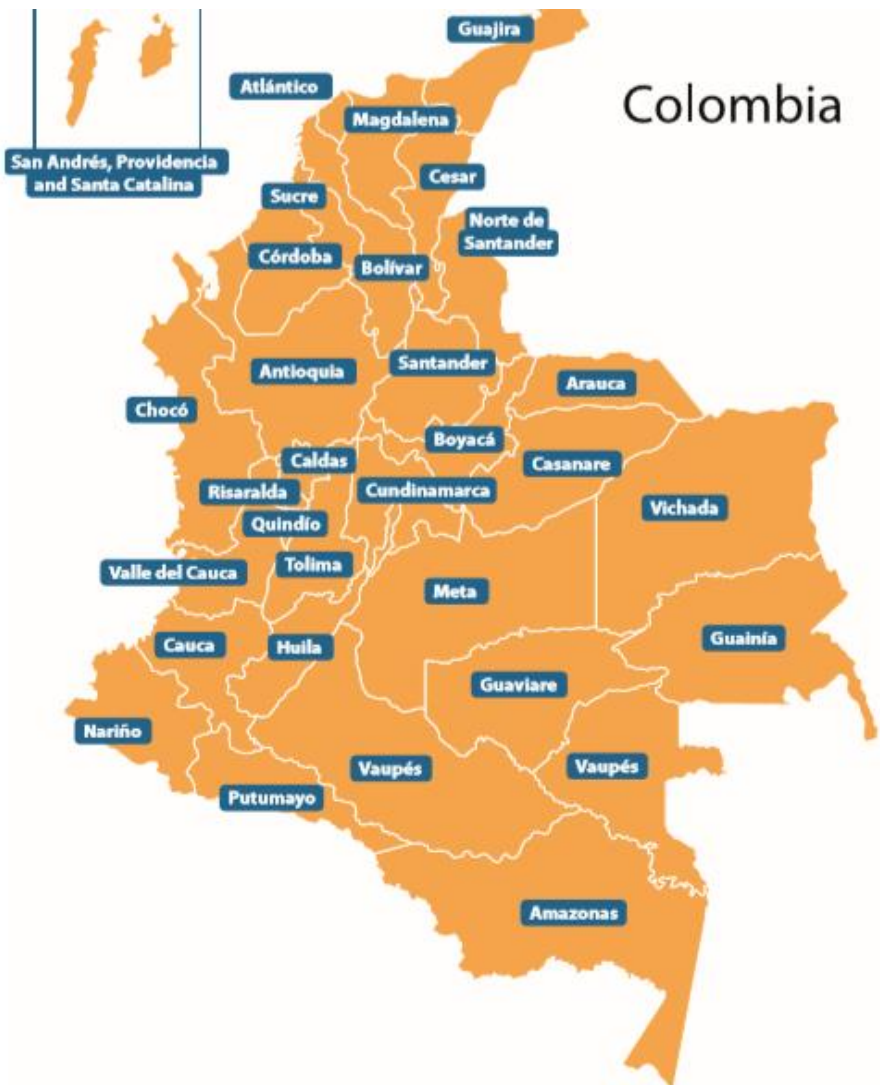 Guajira
Colombia
Atlántico
Magdalena
San Andrés, Providencia
and Santa Catalina
Cesar
Sucre
Norte de
Santander
Córdoba
Bolívar
Santander
Antioquia
Arauca
Chocó
Boyacá
Caldas
Casanare
Risaralda
Cundinamarca
Vichada
Quindío
Valle del Cauca
Tolima
Meta
Cauca
Huila
Guainía
Guaviare
Nariño
Vaupés
Vaupés
Putumayo
Amazonas